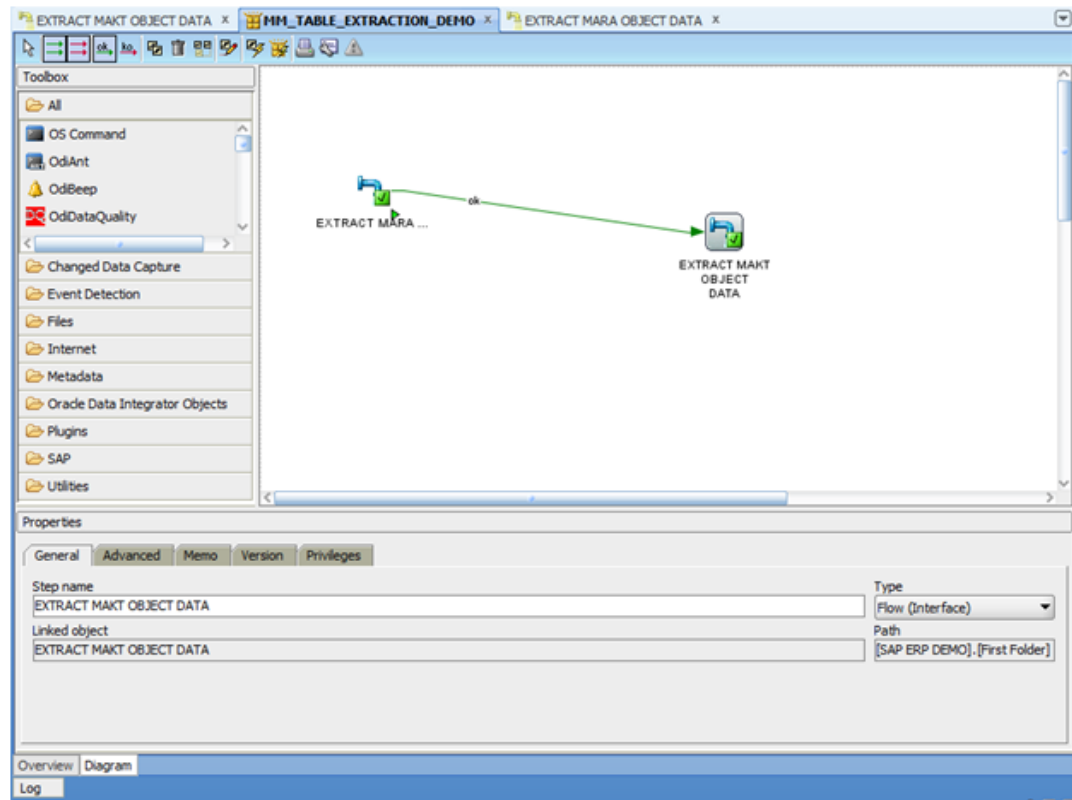 EXTRACT MAKT OBJECT DATA x MM_TABLE_EXTRACTION_DEMO x EXTRACT MARA OBJECT DATA x
ok ko
Toolbox
All
OS Command
OdiAnt
OdiBeep
OdiDataQuality
Changed Data Capture
Event Detection
Files
Internet
Metadata
Oracle Data Integrator Objects
Plugins
SAP
Utilities
EXTRACT MARA ...
ok
EXTRACT MAKT
OBJECT
DATA
Properties
General Advanced Memo Version Privileges
Step name Type
EXTRACT MAKT OBJECT DATA Flow (Interface)
Linked object Path
EXTRACT MAKT OBJECT DATA [SAP ERP DEMO].[First Folder]
Overview Diagram
Log